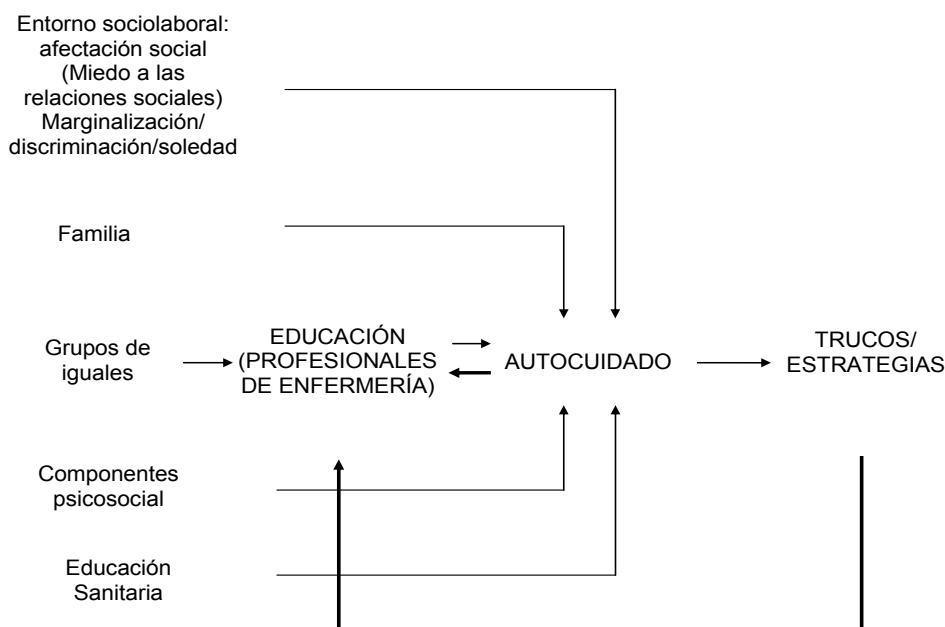 Entorno sociolaboral:
afectación social
(Miedo a las
relaciones sociales)
Marginalización/
discriminación/soledad
Familia
Grupos de
iguales
EDUCACIÓN
(PROFESIONALES
DE ENFERMERÍA)
AUTOCUIDADO
TRUCOS/
ESTRATEGIAS
Componentes
psicosocial
Educación
Sanitaria